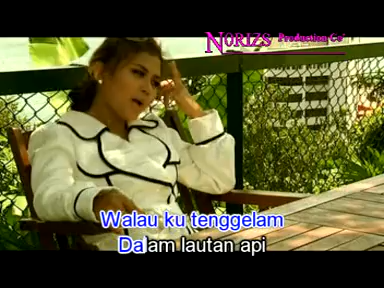 NORIZS Production Co'
Walau ku tenggelam
Dalam lautan api